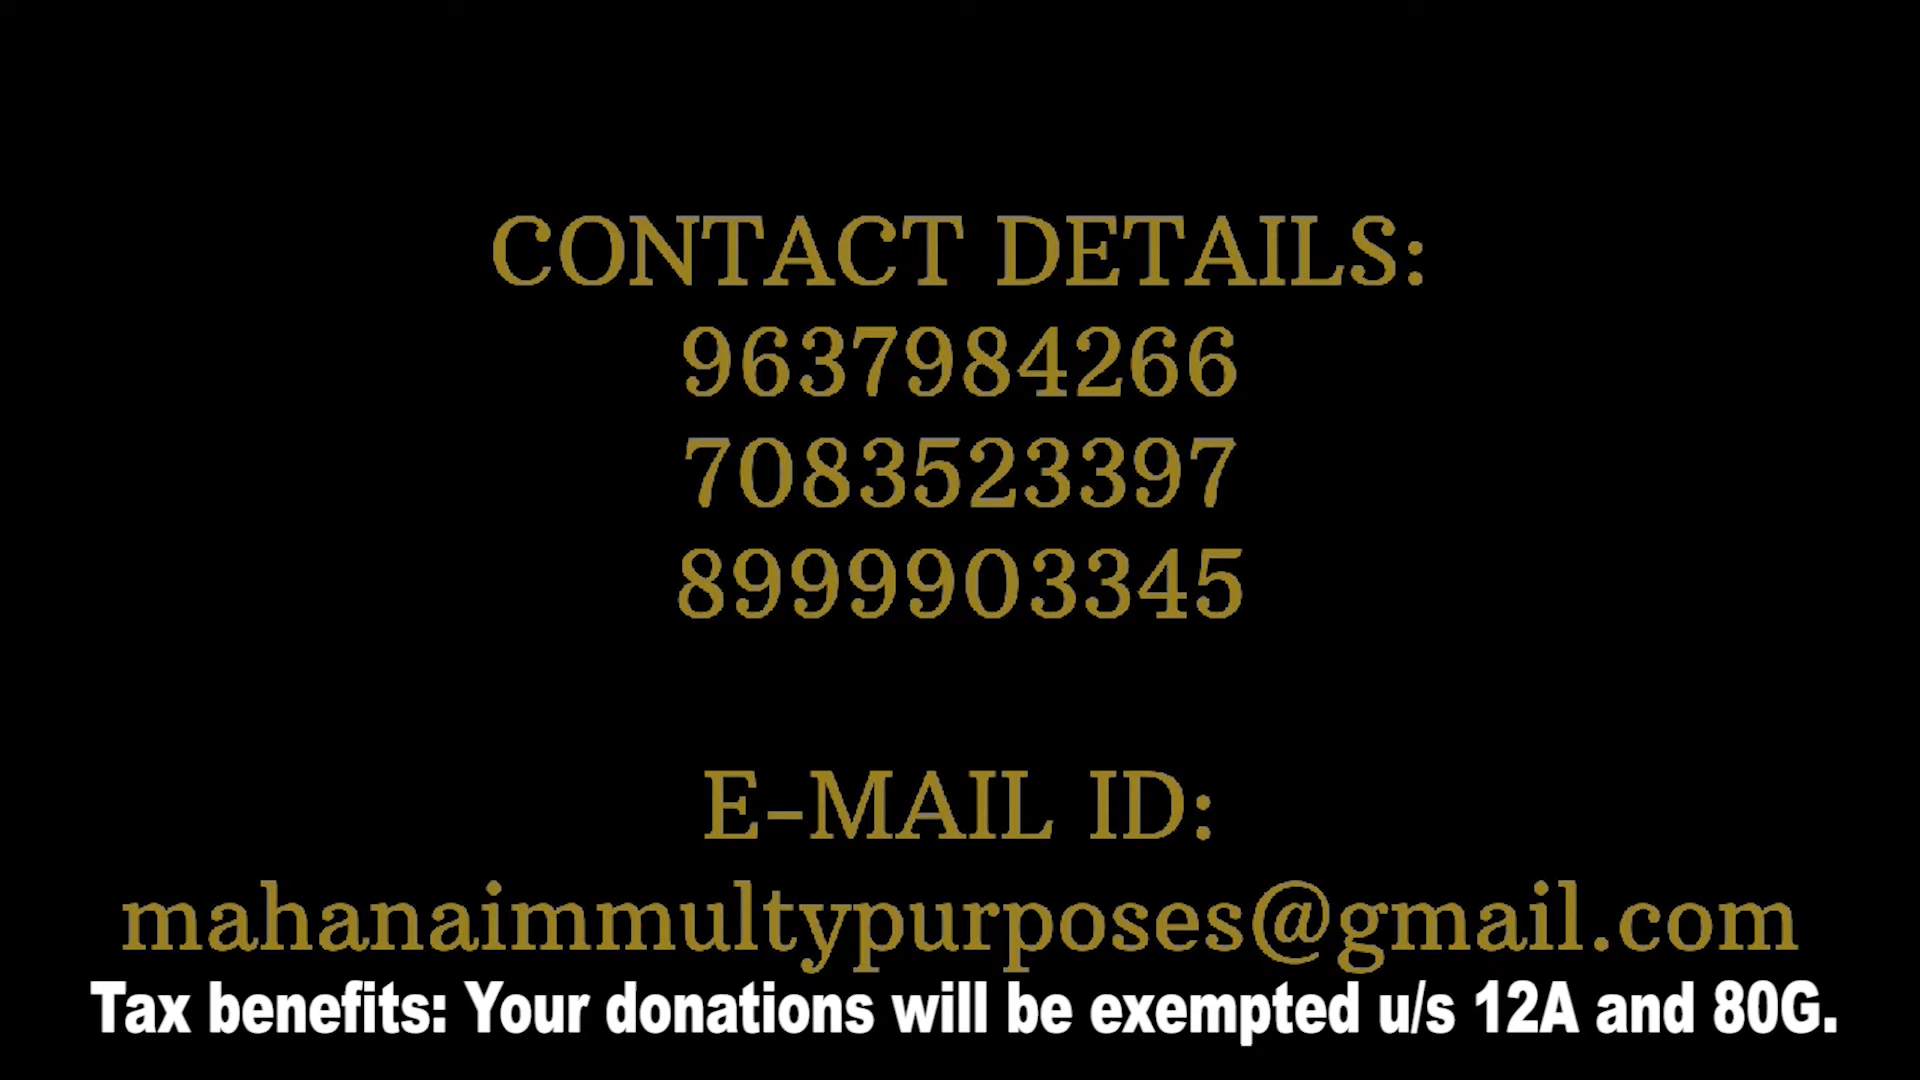 CONTACT DETAILS:
9637984266
7083523397
8999903345
E-MAIL ID:
mahanaimmultypurposes@gmail.com
Tax benefits: Your donations will be exempted u/s 12A and 80G.